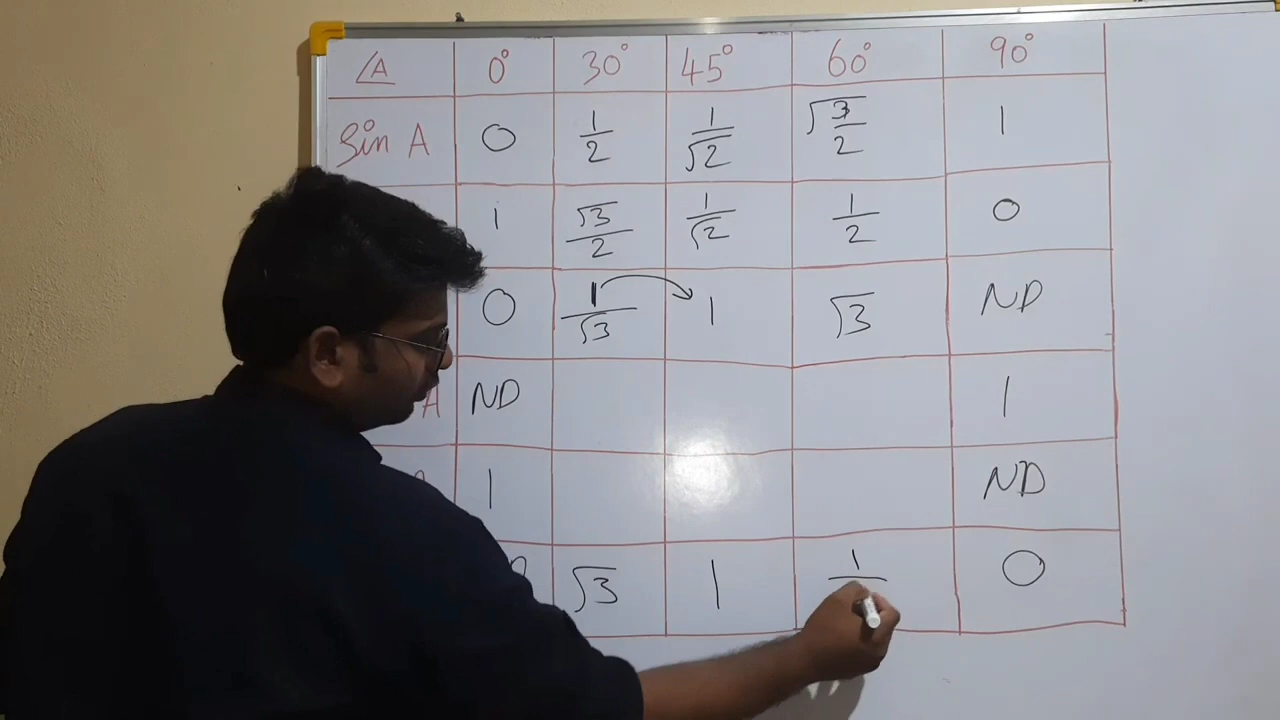 ∠A 0° 30° 45° 60° 90°
Sin A 0 1/2 1/√2 √3/2 1
1 √3/2 1/√2 1/2 0
0 1/√3 1 √3 ND
A ND 1
1 ND
√3 1 1 0